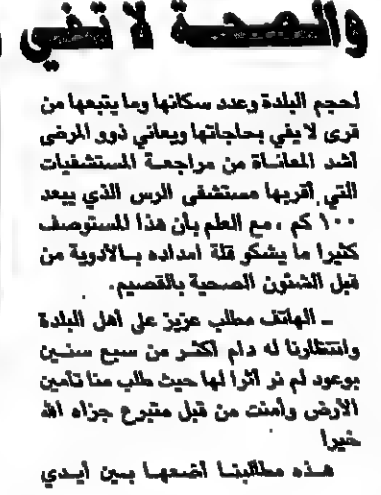 والصحة لا تفي
لحجم البلدة وعدد سكانها وما يتبعها من
قرى لا يفي بحاجاتها ويعاني ذوو المرضى
أشد المعاناة من مراجعة المستشفيات
التي أقربها مستشفى الرس الذي يبعد
١٠٠ كم ، مع العلم بأن هذا المستوصف
كثيرا ما يشكو قلة امداده بالأدوية من
قبل الشئون الصحية بالقصيم.
ـ الهاتف مطلب عزيز على أهل البلدة
وانتظارنا له دام أكثر من سبع سنين
بوعود لم نر أثرا لها حيث طلب منا تأمين
الأرض وأمنت من قبل متبرع جزاه الله
خيرا
هذه مطالبنا أضعها بين أيدي